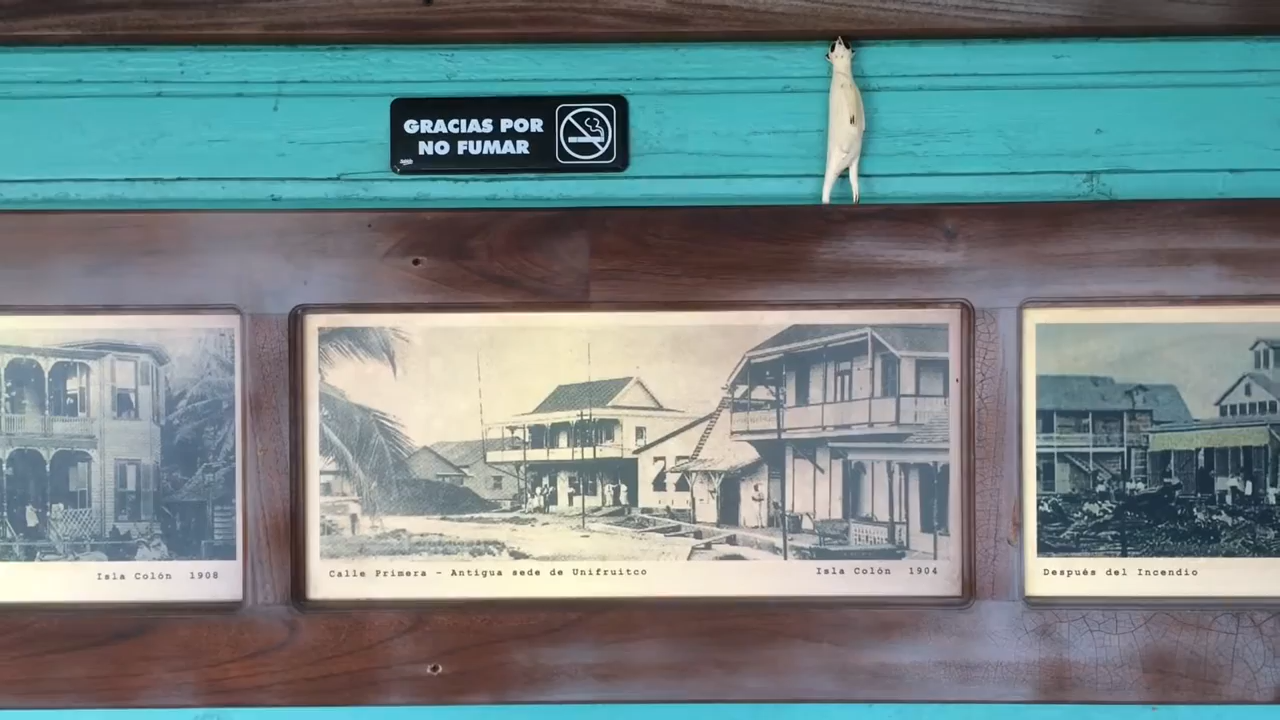 GRACIAS POR
NO FUMAR
Isla Colón 1908
Calle Primera - Antigua sede de Unifruitco
Isla Colón 1904
Después del Incendio